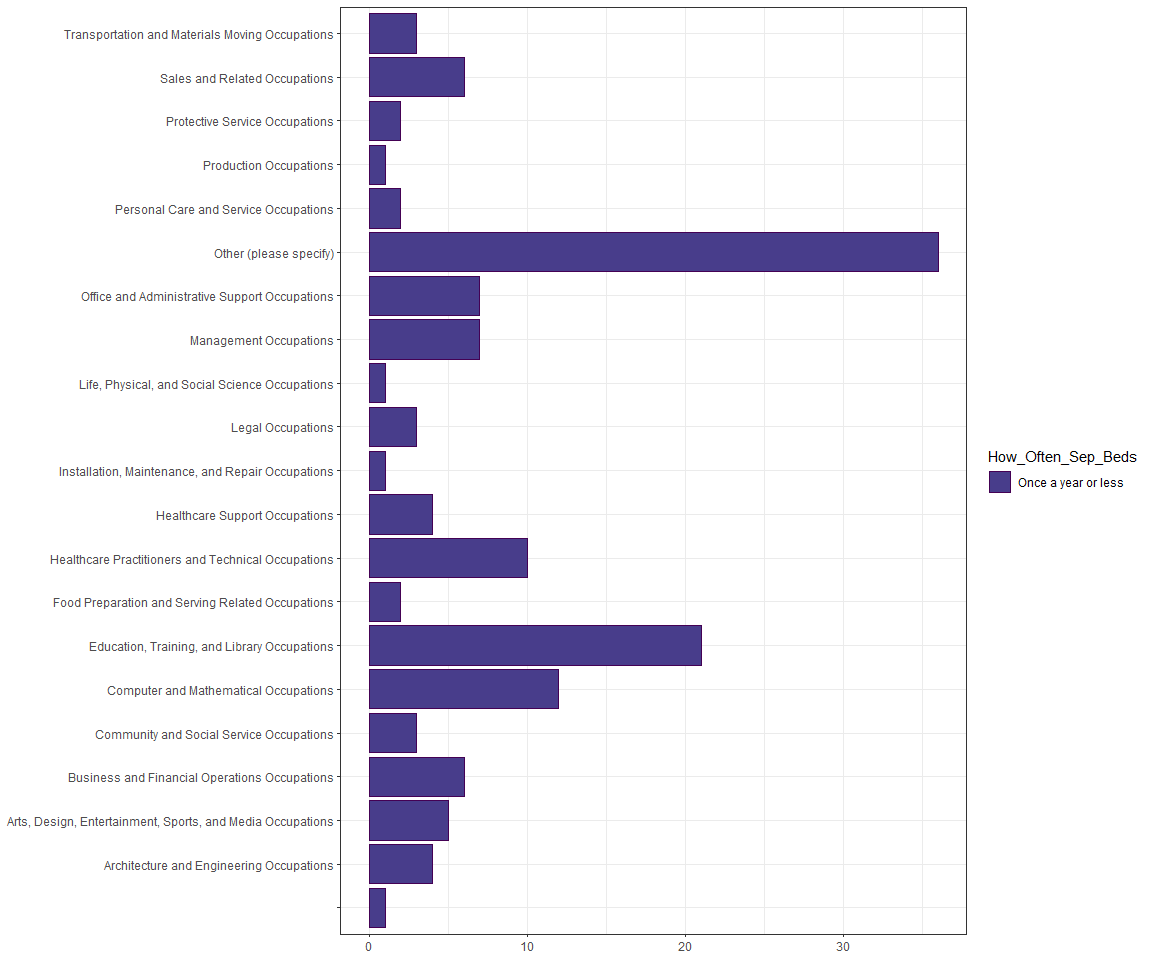 Transportation and Materials Moving Occupations
Sales and Related Occupations
Protective Service Occupations
Production Occupations
Personal Care and Service Occupations
Other (please specify)
Office and Administrative Support Occupations
Management Occupations
Life, Physical, and Social Science Occupations
Legal Occupations
Installation, Maintenance, and Repair Occupations
Healthcare Support Occupations
Healthcare Practitioners and Technical Occupations
Food Preparation and Serving Related Occupations
Education, Training, and Library Occupations
Computer and Mathematical Occupations
Community and Social Service Occupations
Business and Financial Operations Occupations
Arts, Design, Entertainment, Sports, and Media Occupations
Architecture and Engineering Occupations
0 10 20 30
How_Often_Sep_Beds
Once a year or less